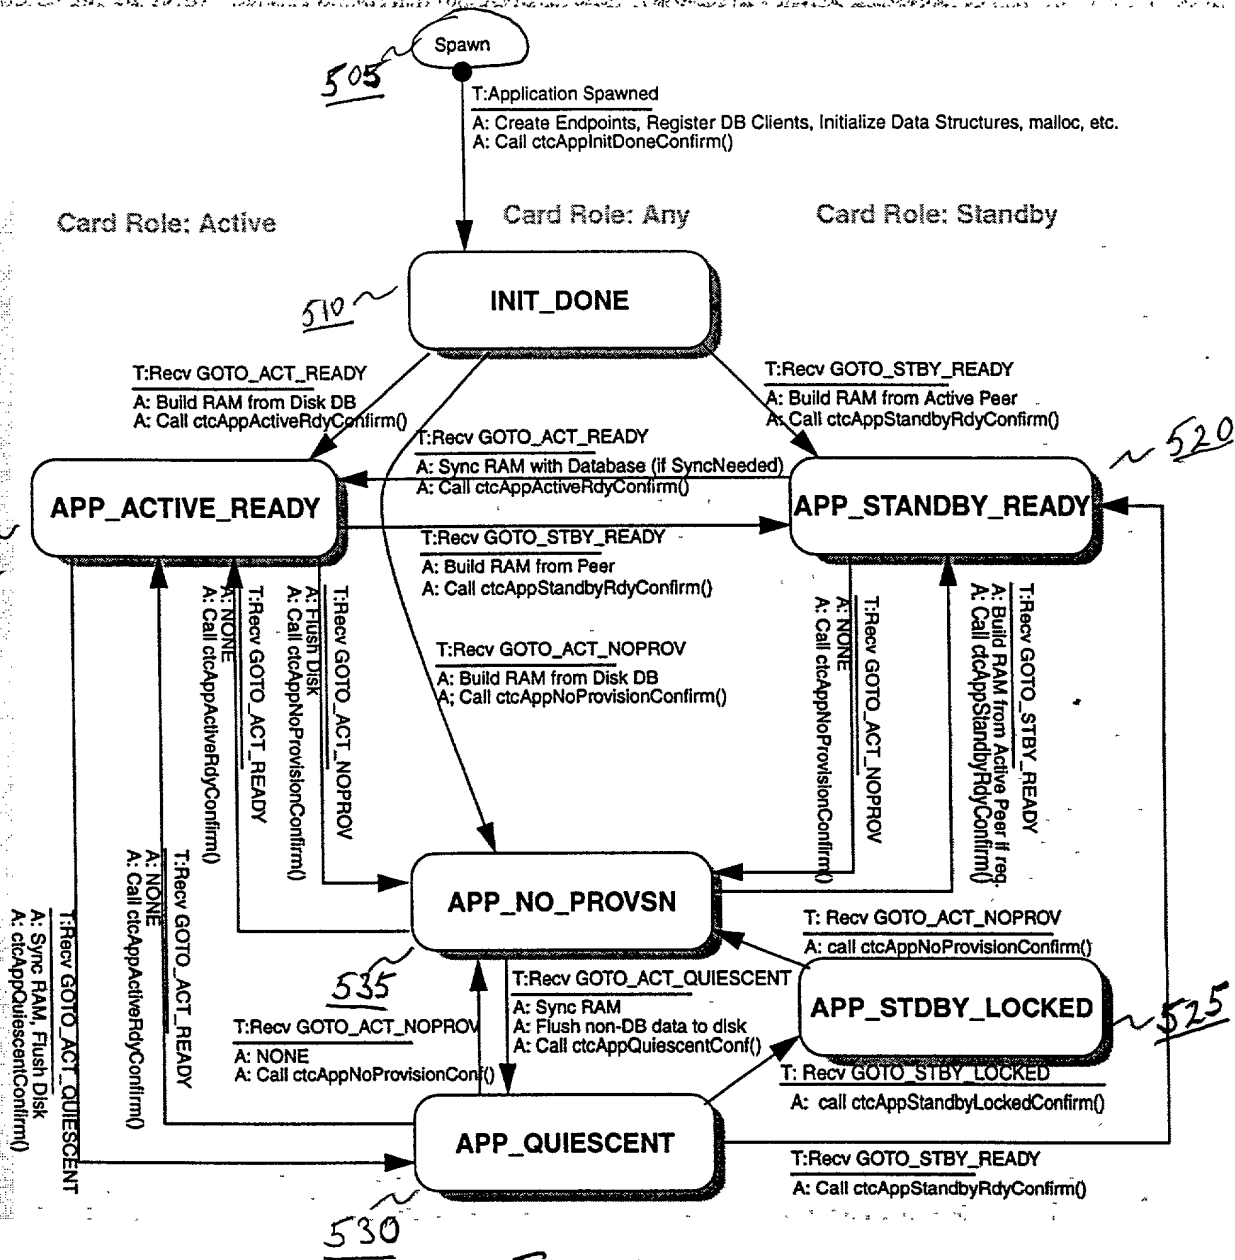 Spawn
505
T:Application Spawned
A: Create Endpoints, Register DB Clients, Initialize Data Structures, malloc, etc.
A: Call ctcAppInitDoneConfirm()
Card Role: Active
Card Role: Any
Card Role: Standby
INIT_DONE
510
T:Recv GOTO_ACT_READY
A: Build RAM from Disk DB
A: Call ctcAppActiveRdyConfirm()
T:Recv GOTO_STBY_READY
A: Build RAM from Active Peer
A: Call ctcAppStandbyRdyConfirm()
520
T:Recv GOTO_ACT_READY
A: Sync RAM with Database (if SyncNeeded)
A: Call ctcAppActiveRdyConfirm()
APP_ACTIVE_READY
APP_STANDBY_READY
T:Recv GOTO_STBY_READY
A: Build RAM from Peer
A: Call ctcAppStandbyRdyConfirm()
T:Recv GOTO_ACT_READY
A: NONE
A: Call ctcAppActiveRdyConfirm()
T:Recv GOTO_ACT_NOPROV
A: Flush Disk
A: Call ctcAppNoProvisionConfirm()
T:Recv GOTO_ACT_NOPROV
A: Build RAM from Disk DB
A; Call ctcAppNoProvisionConfirm()
T:Recv GOTO_ACT_NOPROV
A: NONE
A: Call ctcAppNoProvisionConfirm()
T:Recv GOTO_STBY_READY
A: Build RAM from Active Peer if req.
A: Call ctcAppStandbyRdyConfirm()
T:Recv GOTO_ACT_READY
A: NONE
A: Call ctcAppActiveRdyConfirm()
APP_NO_PROVSN
535
T: Recv GOTO_ACT_NOPROV
A: call ctcAppNoProvisionConfirm()
T:Recv GOTO_ACT_QUIESCENT
A: Sync RAM, Flush Disk
A: ctcAppQuiescentConfirm()
T:Recv GOTO_ACT_QUIESCENT
A: Sync RAM
A: Flush non-DB data to disk
A: Call ctcAppQuiescentConf()
APP_STDBY_LOCKED
525
T:Recv GOTO_ACT_NOPROV
A: NONE
A: Call ctcAppNoProvisionConf()
T: Recv GOTO_STBY_LOCKED
A: call ctcAppStandbyLockedConfirm()
APP_QUIESCENT
T:Recv GOTO_STBY_READY
A: Call ctcAppStandbyRdyConfirm()
530